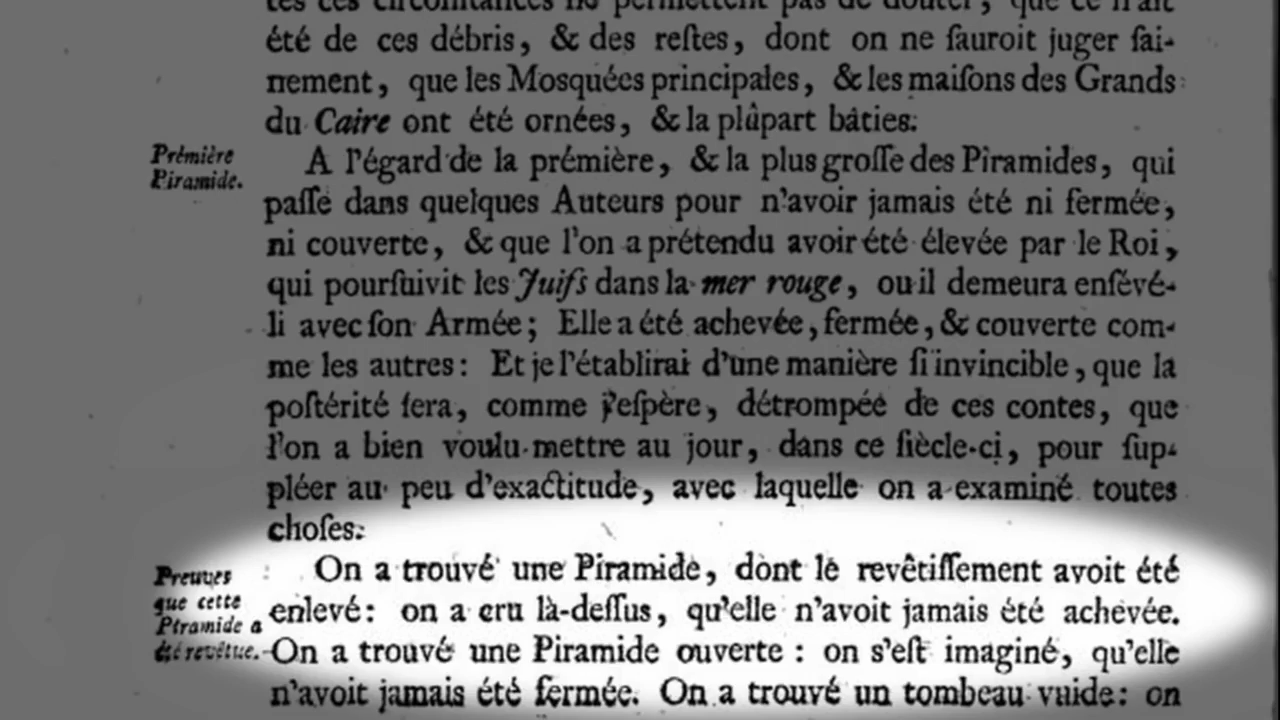 tes ces circonſtances ne permettent pas de douter, que ce n'ait
été de ces débris, & des reſtes, dont on ne ſauroit juger ſai-
nement, que les Moſquées principales, & les maiſons des Grands
du Caire ont été ornées, & la plûpart bâties.
Prémière
Piramide.
A l'égard de la prémière, & la plus groſſe des Piramides, qui
paſſe dans quelques Auteurs pour n'avoir jamais été ni fermée,
ni couverte, & que l'on a prétendu avoir été élevée par le Roi,
qui pourſuivit les Juifs dans la mer rouge, ou il demeura enſévé-
li avec ſon Armée; Elle a été achevée, fermée, & couverte com-
me les autres: Et je l'établirai d'une manière ſi invincible, que la
poſtérité ſera, comme j'eſpère, détrompée de ces contes, que
l'on a bien voulu mettre au jour, dans ce ſiècle-ci, pour ſup-
pléer au peu d'exactitude, avec laquelle on a examiné toutes
choſes.
Preuves
que cette
Piramide a
été revêtue.
On a trouvé une Piramide, dont le revêtiſſement avoit été
enlevé: on a cru là-deſſus, qu'elle n'avoit jamais été achevée.
On a trouvé une Piramide ouverte: on s'eſt imaginé, qu'elle
n'avoit jamais été fermée. On a trouvé un tombeau vuide: on